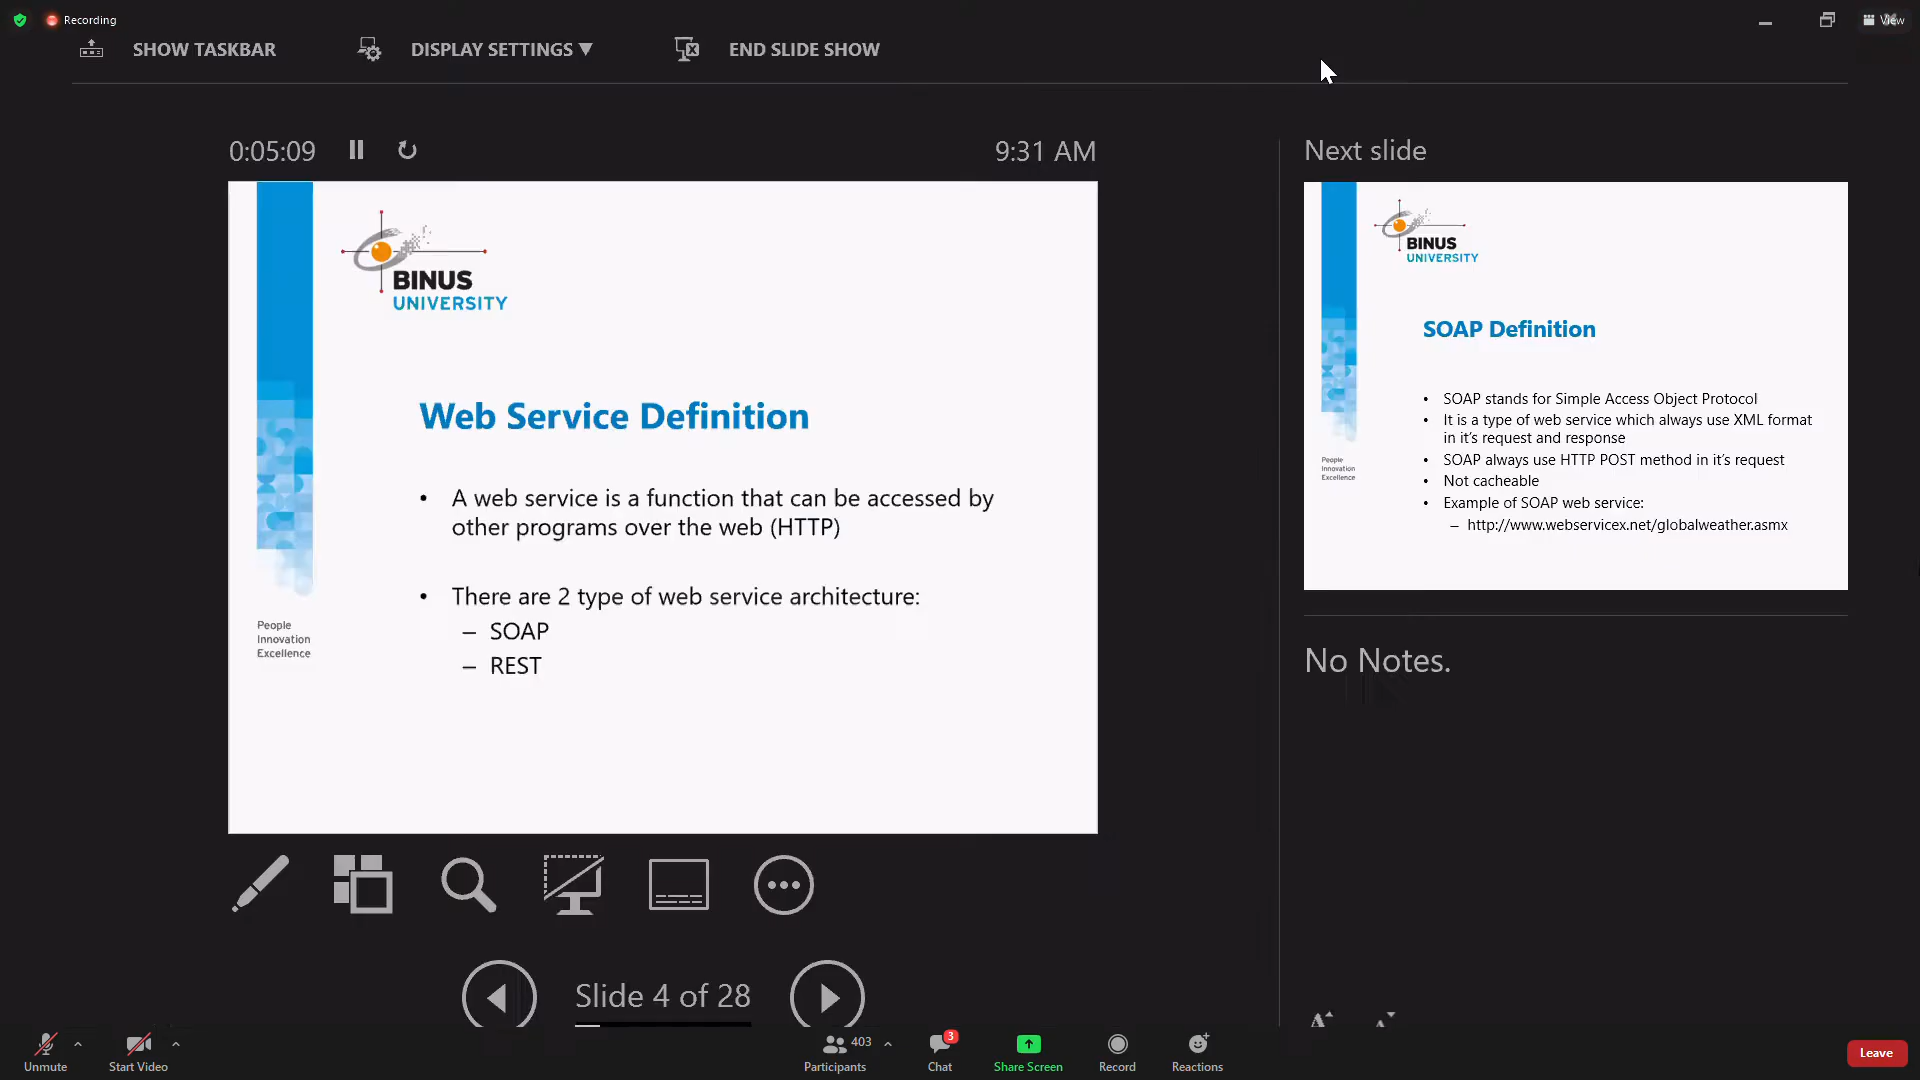 Recording
View
SHOW TASKBAR
DISPLAY SETTINGS
END SLIDE SHOW
0:05:09
9:31 AM
BINUS
UNIVERSITY
Web Service Definition
• A web service is a function that can be accessed by
other programs over the web (HTTP)
• There are 2 type of web service architecture:
– SOAP
– REST
People
Innovation
Excellence
Slide 4 of 28
Next slide
BINUS
UNIVERSITY
SOAP Definition
• SOAP stands for Simple Access Object Protocol
• It is a type of web service which always use XML format
in it's request and response
• SOAP always use HTTP POST method in it's request
• Not cacheable
• Example of SOAP web service:
– http://www.webservicex.net/globalweather.asmx
People
Innovation
Excellence
No Notes.
A A
Unmute
Start Video
403
Participants
3
Chat
Share Screen
Record
Reactions
Leave